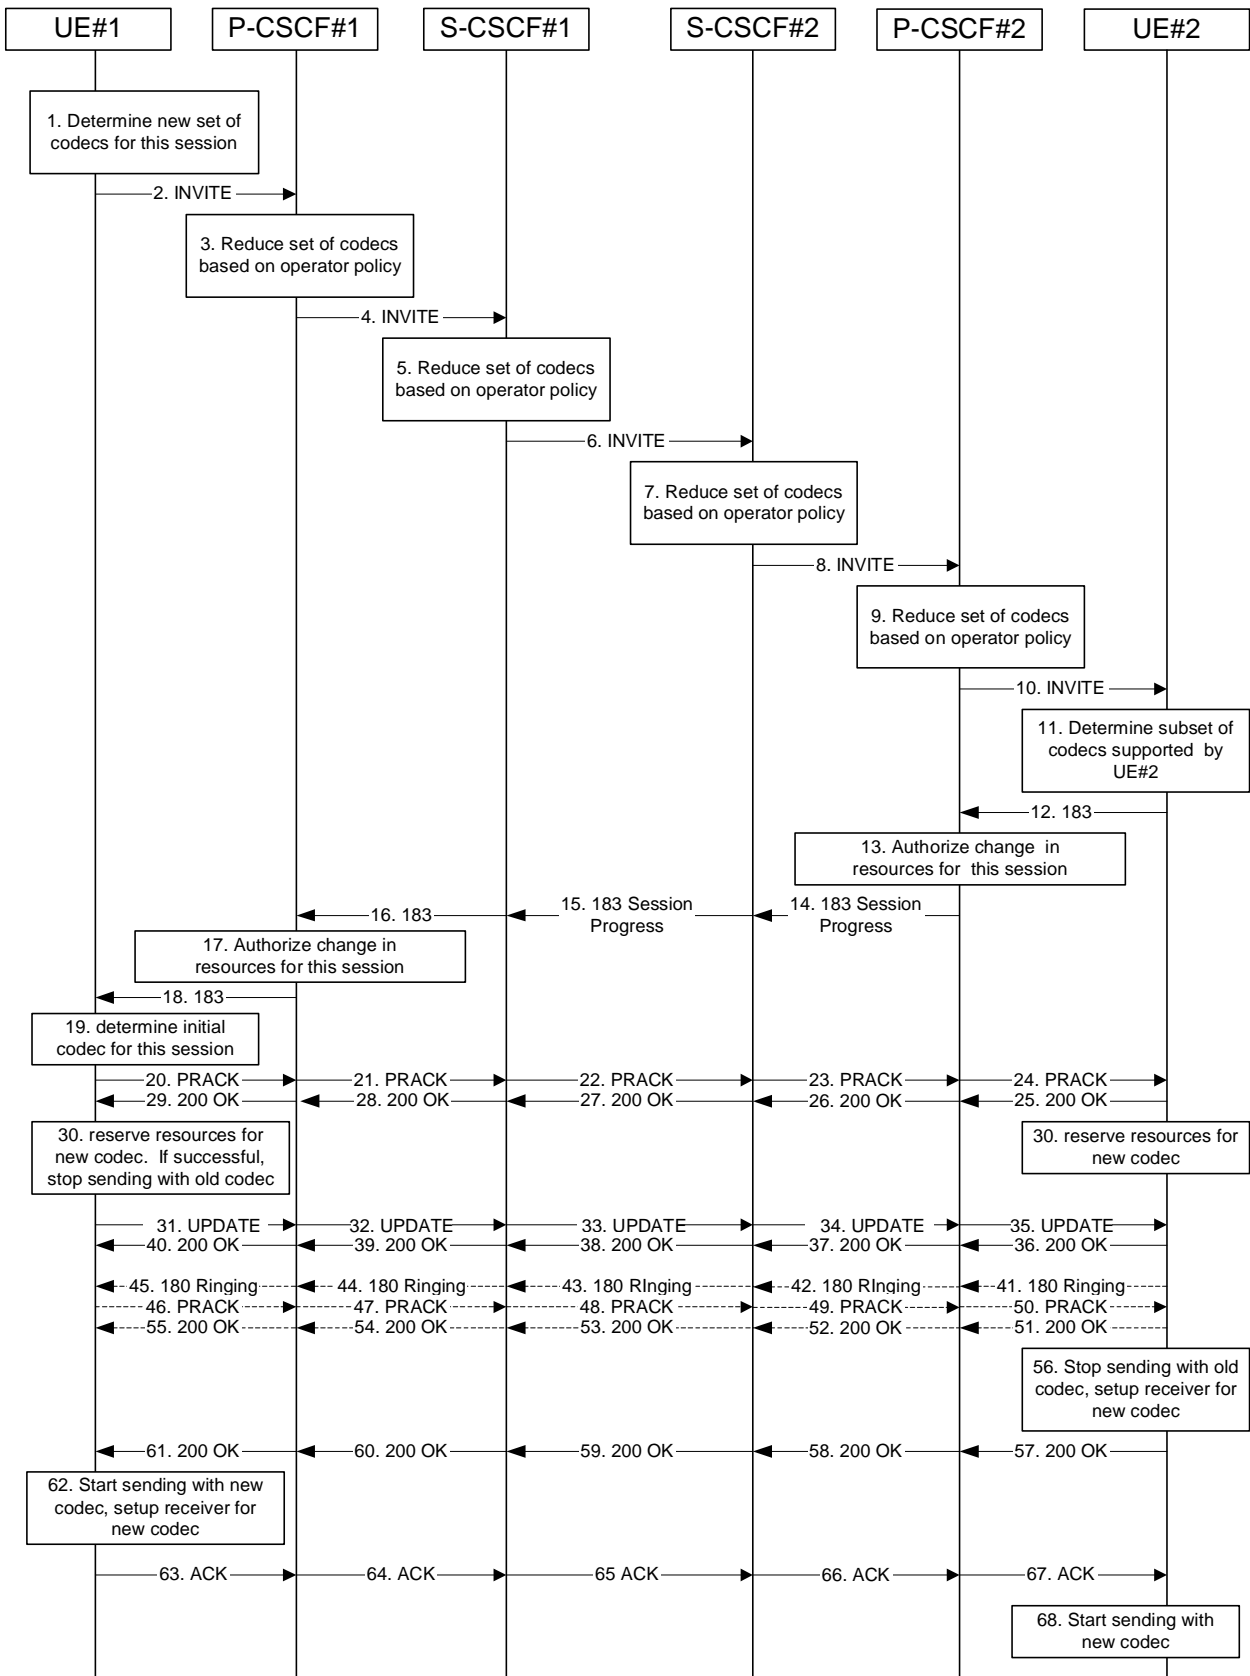 UE#1
P-CSCF#1
S-CSCF#1
S-CSCF#2
P-CSCF#2
UE#2
1. Determine new set of
codecs for this session
2. INVITE
3. Reduce set of codecs
based on operator policy
4. INVITE
5. Reduce set of codecs
based on operator policy
6. INVITE
7. Reduce set of codecs
based on operator policy
8. INVITE
9. Reduce set of codecs
based on operator policy
10. INVITE
11. Determine subset of
codecs supported by
UE#2
12. 183
13. Authorize change in
resources for this session
14. 183 Session
Progress
15. 183 Session
Progress
16. 183
17. Authorize change in
resources for this session
18. 183
19. determine initial
codec for this session
20. PRACK
21. PRACK
22. PRACK
23. PRACK
24. PRACK
29. 200 OK
28. 200 OK
27. 200 OK
26. 200 OK
25. 200 OK
30. reserve resources for
new codec. If successful,
stop sending with old codec
30. reserve resources for
new codec
31. UPDATE
32. UPDATE
33. UPDATE
34. UPDATE
35. UPDATE
40. 200 OK
39. 200 OK
38. 200 OK
37. 200 OK
36. 200 OK
45. 180 Ringing
44. 180 Ringing
43. 180 RInging
42. 180 RInging
41. 180 Ringing
46. PRACK
47. PRACK
48. PRACK
49. PRACK
50. PRACK
55. 200 OK
54. 200 OK
53. 200 OK
52. 200 OK
51. 200 OK
56. Stop sending with old
codec, setup receiver for
new codec
61. 200 OK
60. 200 OK
59. 200 OK
58. 200 OK
57. 200 OK
62. Start sending with new
codec, setup receiver for
new codec
63. ACK
64. ACK
65 ACK
66. ACK
67. ACK
68. Start sending with
new codec